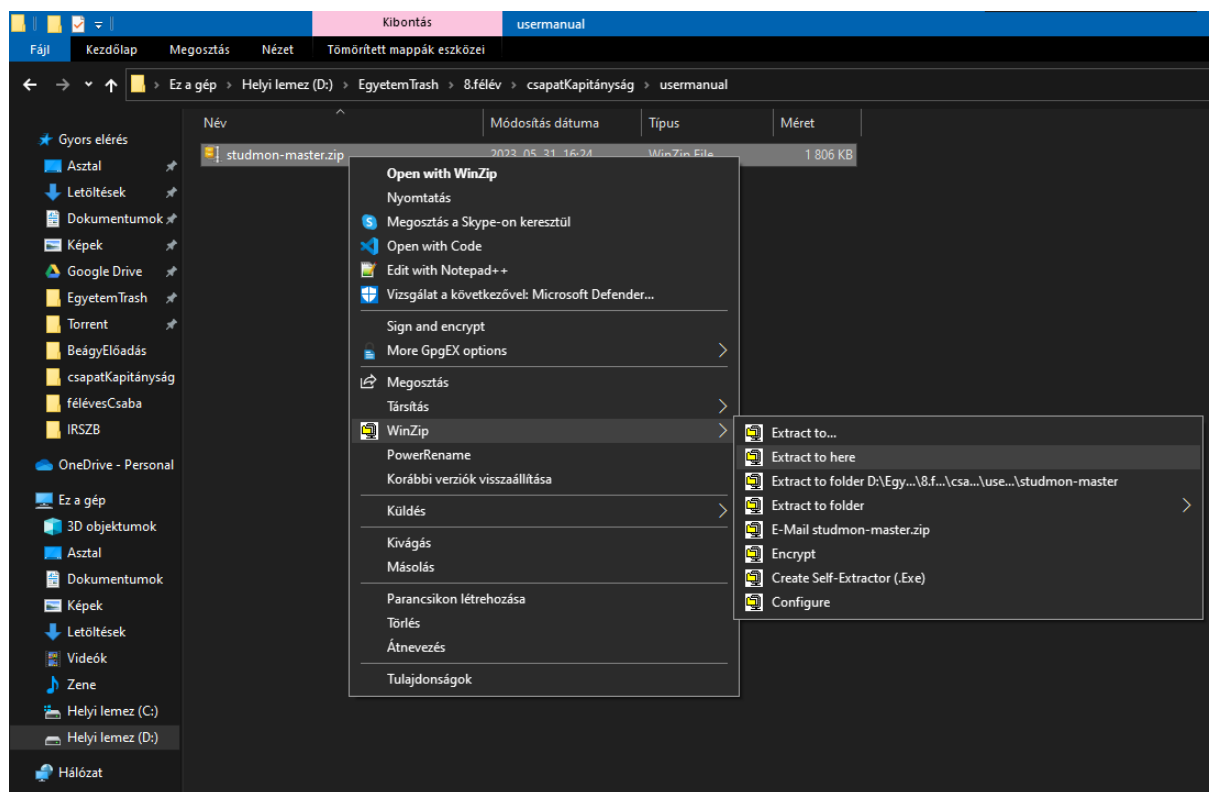 Kibontás
usermanual
Fájl
Kezdőlap
Megosztás
Nézet
Tömörített mappák eszközei
Ez a gép > Helyi lemez (D:) > EgyetemTrash > 8.félév > csapatKapitányság > usermanual
Név
Módosítás dátuma
Típus
Méret
studmon-master.zip
2023. 05. 31. 16:24
WinZip File
1 806 KB
Gyors elérés
Asztal
Letöltések
Dokumentumok
Képek
Google Drive
EgyetemTrash
Torrent
BeágyElőadás
csapatKapitányság
félévesCsaba
IRSZB
OneDrive - Personal
Ez a gép
3D objektumok
Asztal
Dokumentumok
Képek
Letöltések
Videók
Zene
Helyi lemez (C:)
Helyi lemez (D:)
Hálózat
Open with WinZip
Nyomtatás
Megosztás a Skype-on keresztül
Open with Code
Edit with Notepad++
Vizsgálat a következővel: Microsoft Defender...
Sign and encrypt
More GpgEX options
Megosztás
Társítás
WinZip
PowerRename
Korábbi verziók visszaállítása
Küldés
Kivágás
Másolás
Parancsikon létrehozása
Törlés
Átnevezés
Tulajdonságok
Extract to...
Extract to here
Extract to folder D:\Egy...\8.f...\csa...\use...\studmon-master
Extract to folder
E-Mail studmon-master.zip
Encrypt
Create Self-Extractor (.Exe)
Configure